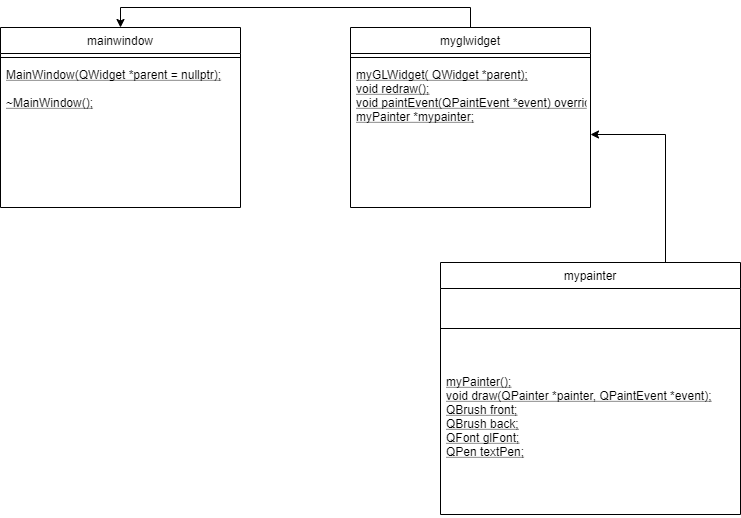 mainwindow
MainWindow(QWidget *parent = nullptr);
~MainWindow();
myglwidget
myGLWidget( QWidget *parent);
void redraw();
void paintEvent(QPaintEvent *event) overri
myPainter *mypainter;
mypainter
myPainter();
void draw(QPainter *painter, QPaintEvent *event);
QBrush front;
QBrush back;
QFont glFont;
QPen textPen;